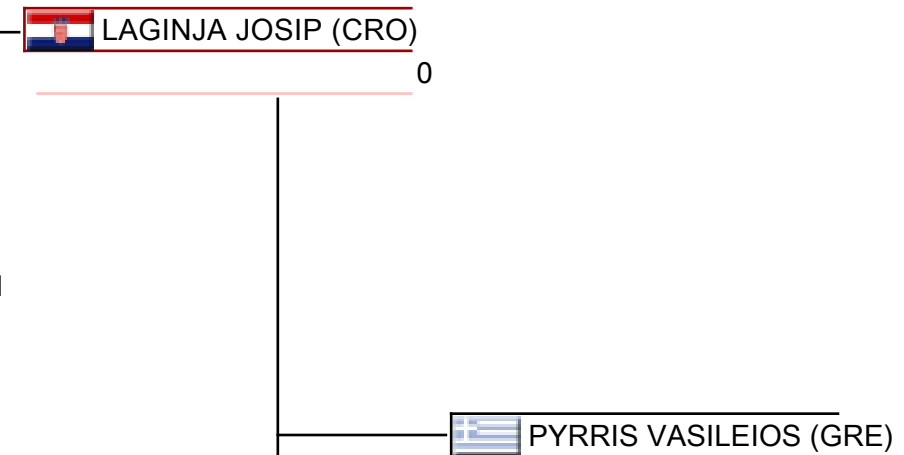 LAGINJA JOSIP (CRO)
0
PYRRIS VASILEIOS (GRE)